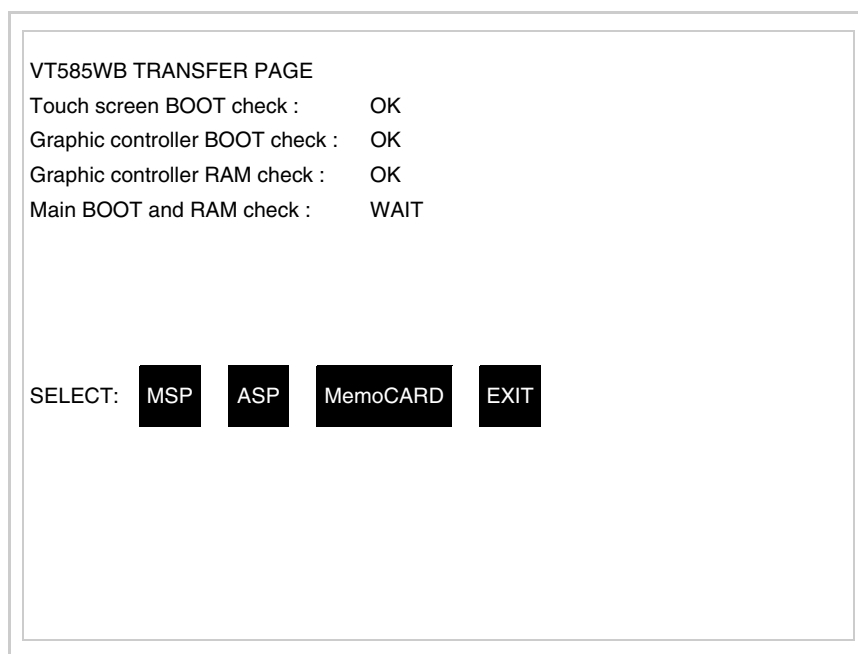 VT585WB TRANSFER PAGE
Touch screen BOOT check : OK
Graphic controller BOOT check : OK
Graphic controller RAM check : OK
Main BOOT and RAM check : WAIT
SELECT: MSP ASP MemoCARD EXIT